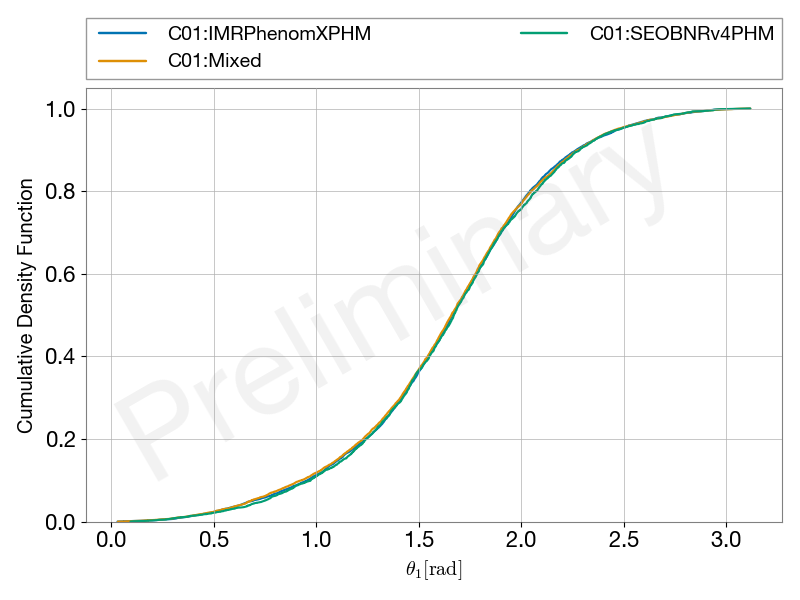 C01:IMRPhenomXPHM
C01:Mixed
C01:SEOBNRv4PHM
Cumulative Density Function
1.0
0.8
0.6
0.4
0.2
0.0
Preliminary
0.0 0.5 1.0 1.5 2.0 2.5 3.0
θ₁[rad]